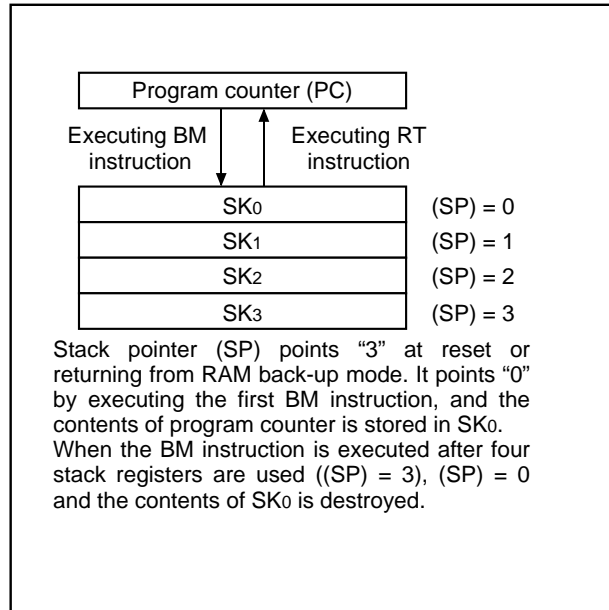 Program counter (PC)
Executing BM instruction
Executing RT instruction
SK0 (SP) = 0
SK1 (SP) = 1
SK2 (SP) = 2
SK3 (SP) = 3
Stack pointer (SP) points “3” at reset or
returning from RAM back-up mode. It points “0”
by executing the first BM instruction, and the
contents of program counter is stored in SK0.
When the BM instruction is executed after four
stack registers are used ((SP) = 3), (SP) = 0
and the contents of SK0 is destroyed.